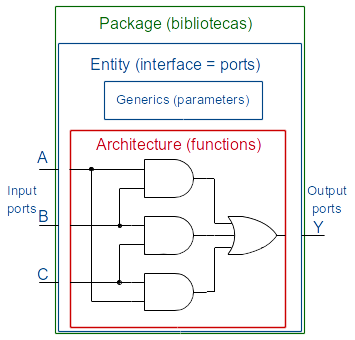 Package (bibliotecas)
Entity (interface = ports)
Generics (parameters)
Architecture (functions)
A
Input
ports
B
C
Output
ports
Y